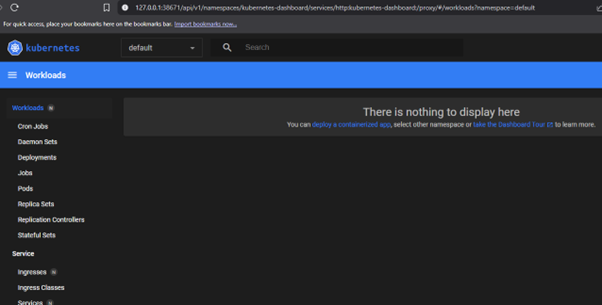 127.0.0.1:38671/api/v1/namespaces/kubernetes-dashboard/services/http:kubernetes-dashboard:/proxy/#/workloads?namespace=default
For quick access, place your bookmarks here on the bookmarks bar. Import bookmarks now...
kubernetes
default
Search
Workloads
Workloads N
There is nothing to display here
You can deploy a containerized app, select other namespace or take the Dashboard Tour to learn more.
Cron Jobs
Daemon Sets
Deployments
Jobs
Pods
Replica Sets
Replication Controllers
Stateful Sets
Service
Ingresses N
Ingress Classes
Services N